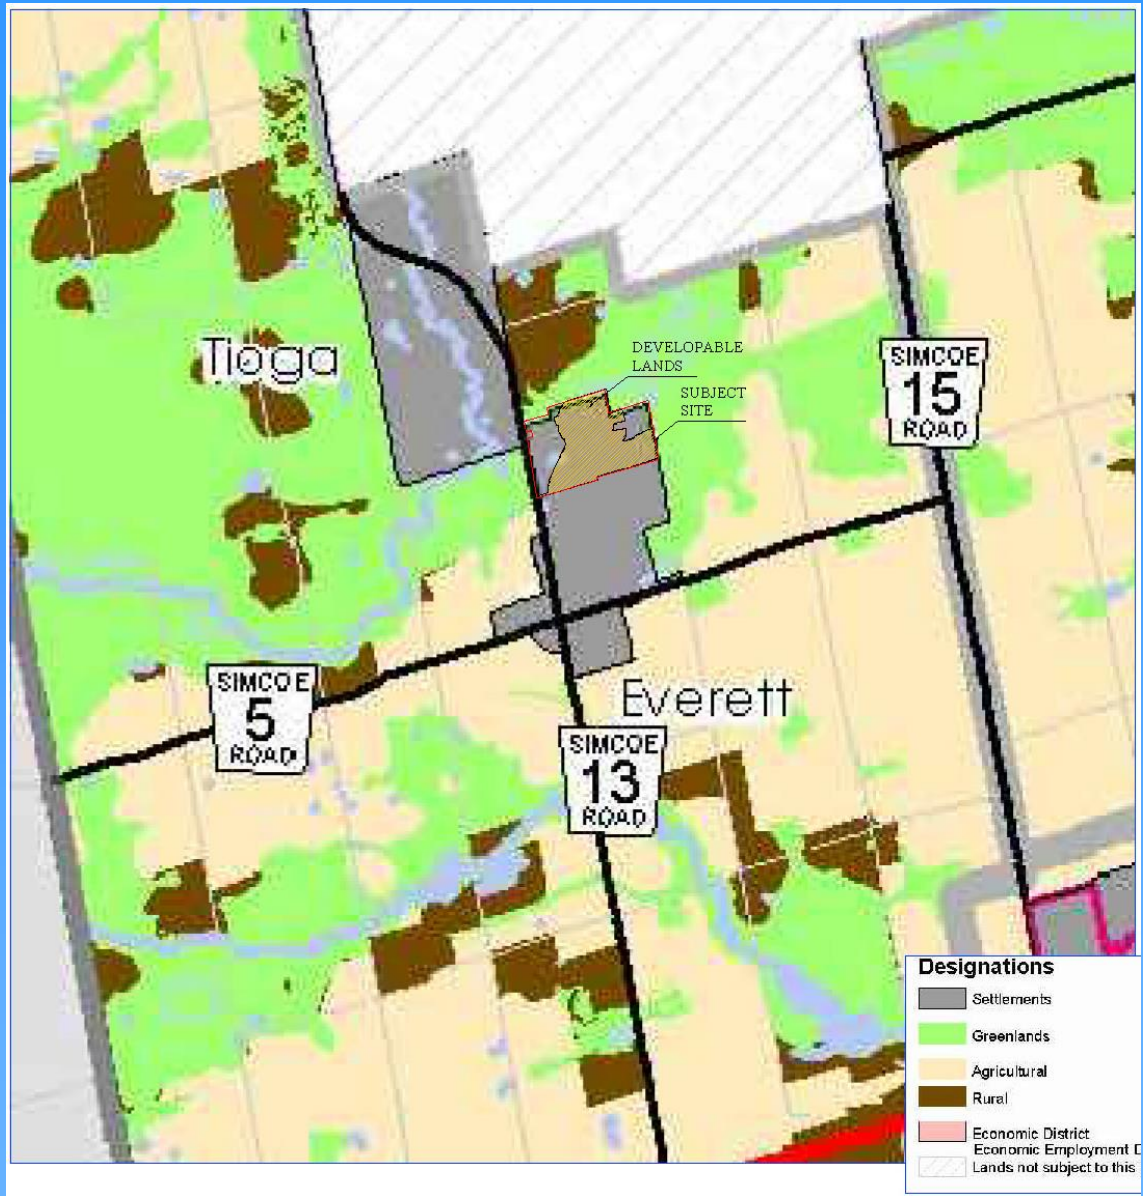 DEVELOPABLE
LANDS
Tioga
SIMCOE
15
ROAD
SUBJECT
SITE
SIMCOE
5
ROAD
Everett
SIMCOE
13
ROAD
Designations
Settlements
Greenlands
Agricultural
Rural
Economic District
Economic Employment D
Lands not subject to this